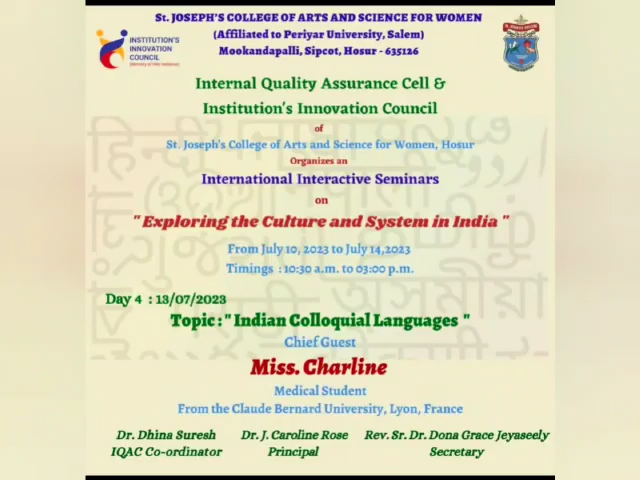 St. JOSEPH'S COLLEGE OF ARTS AND SCIENCE FOR WOMEN
(Affiliated to Periyar University, Salem)
Mookandapalli, Sipcot, Hosur - 635126
INSTITUTION'S
INNOVATION
COUNCIL
Internal Quality Assurance Cell &
Institution's Innovation Council
of
St. Joseph's College of Arts and Science for Women, Hosur
Organizes an
International Interactive Seminars
on
" Exploring the Culture and System in India "
From July 10, 2023 to July 14,2023
Timings : 10:30 a.m. to 03:00 p.m.
Day 4 : 13/07/2023
Topic : " Indian Colloquial Languages "
Chief Guest
Miss. Charline
Medical Student
From the Claude Bernard University, Lyon, France
Dr. Dhina Suresh Dr. J. Caroline Rose Rev. Sr. Dr. Dona Grace Jeyaseely
IQAC Co-ordinator Principal Secretary